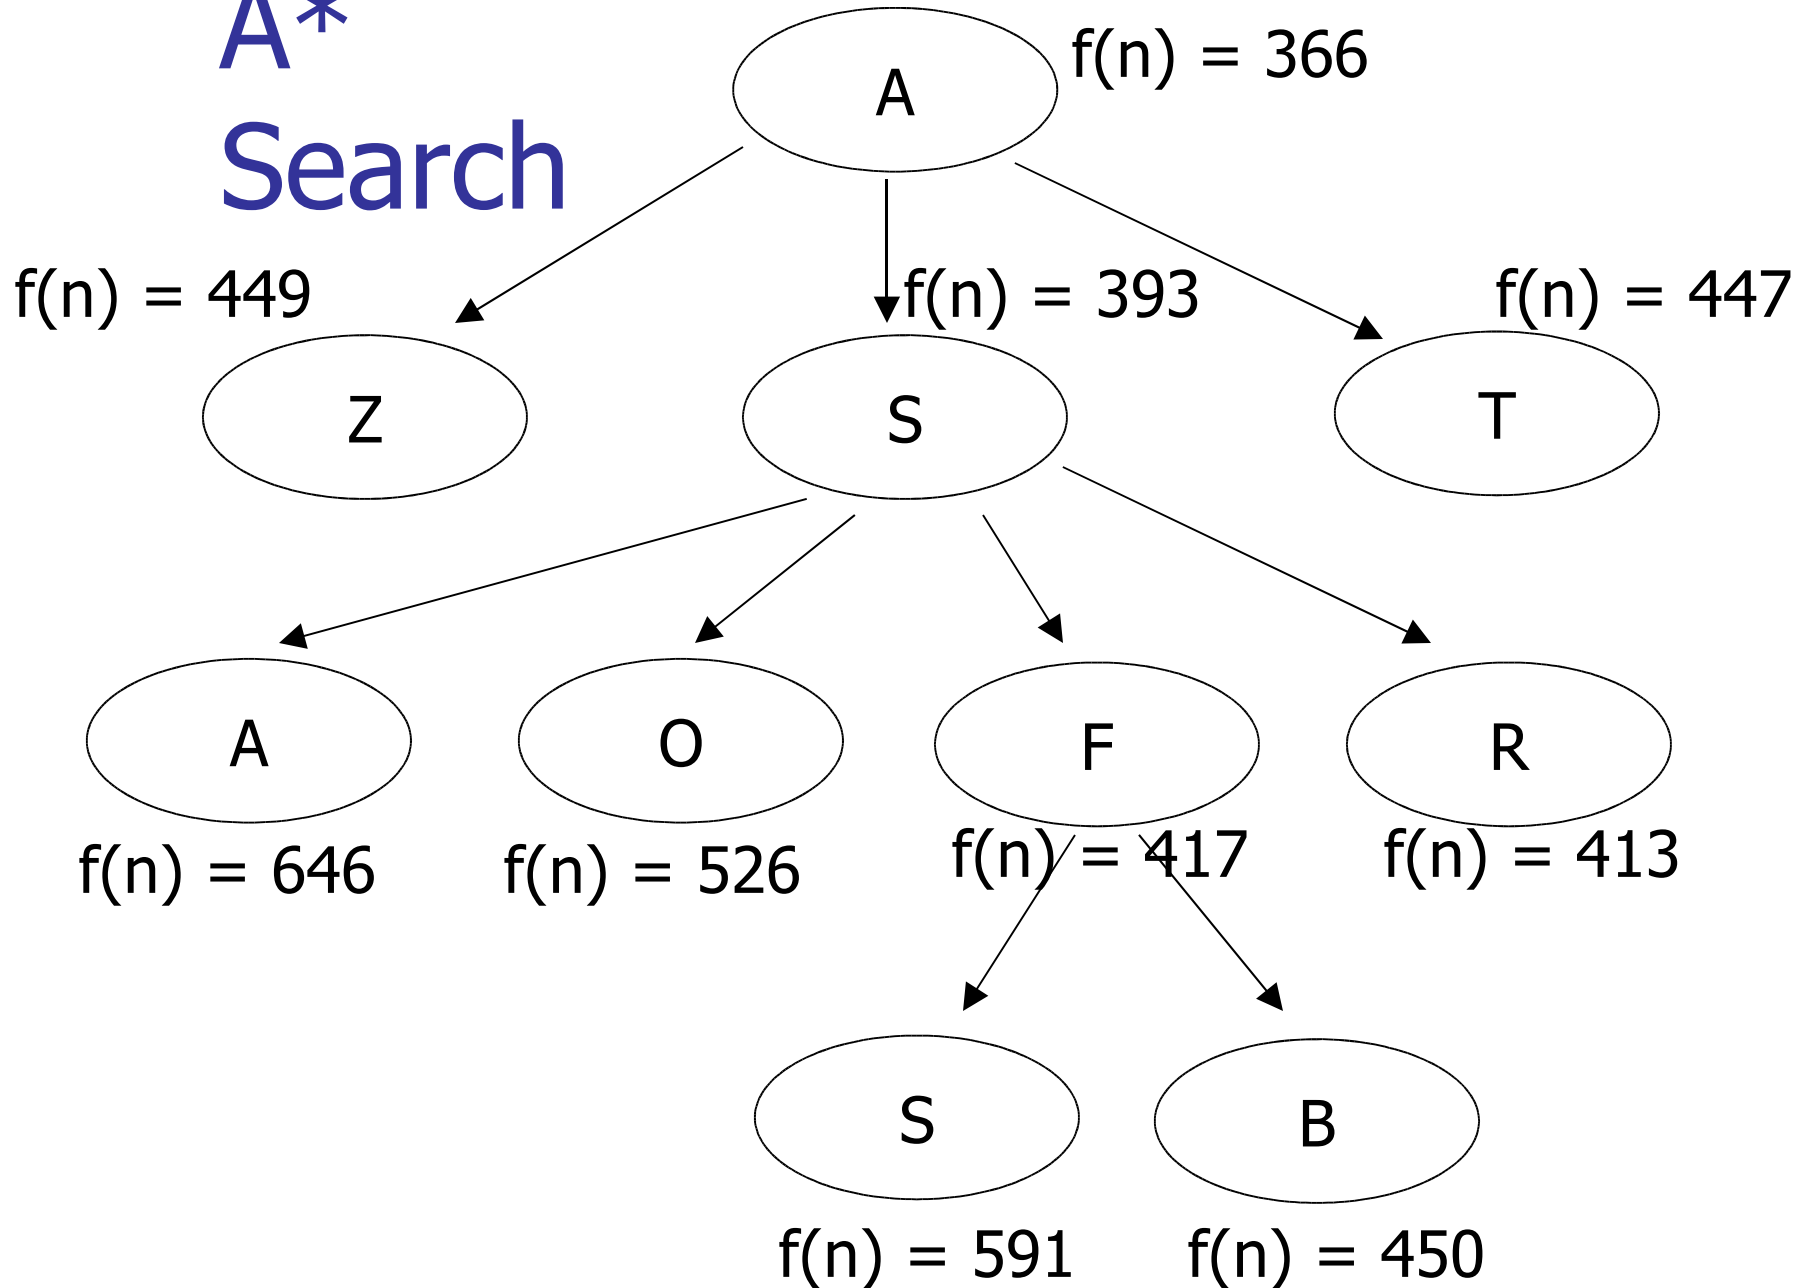 A*
Search
A
f(n) = 366
f(n) = 449
f(n) = 393
f(n) = 447
Z
S
T
A
O
F
R
f(n) = 646
f(n) = 526
f(n) = 417
f(n) = 413
S
B
f(n) = 591
f(n) = 450